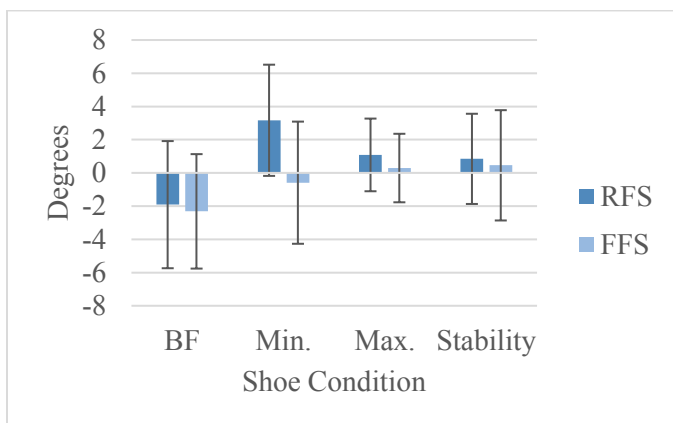 8
6
4
2
0
-2
-4
-6
-8
Degrees
BF Min. Max. Stability
Shoe Condition
RFS
FFS